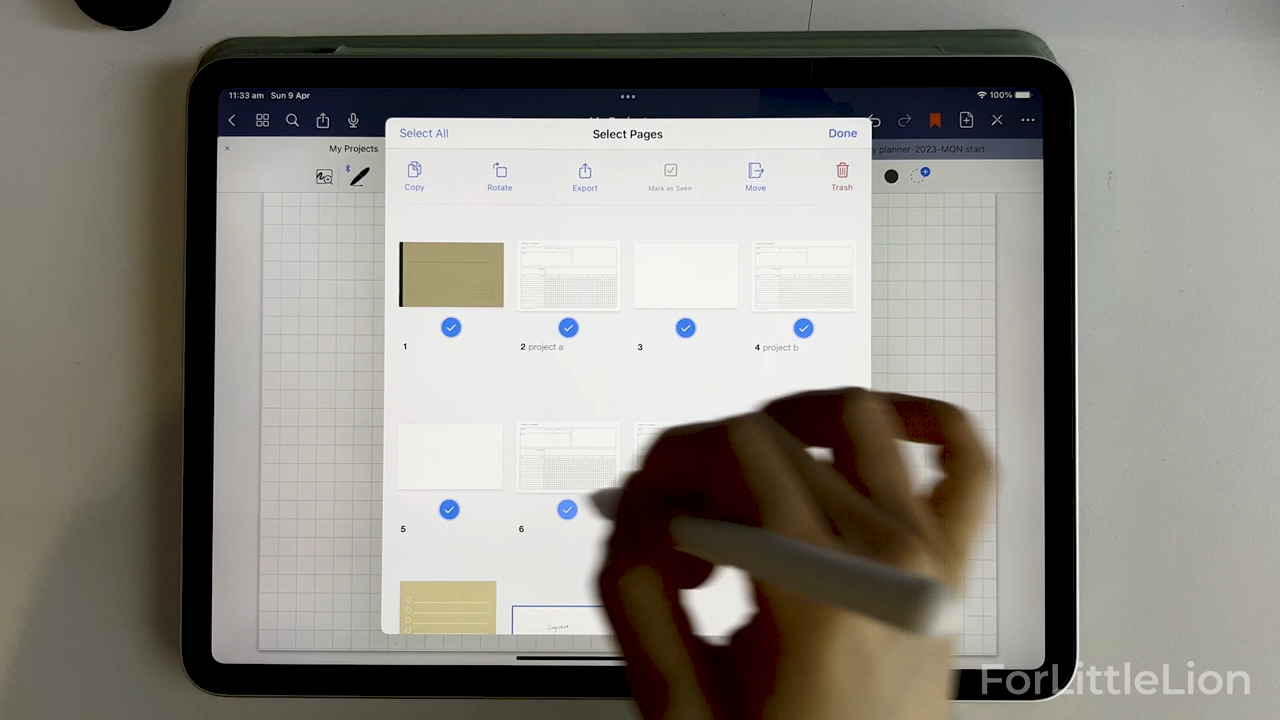 11:33 am Sun 9 Apr
100%
Select All
Select Pages
Done
My Projects
y planner-2023-MON start
Copy
Rotate
Export
Mark as Seen
Move
Trash
1
2 project a
3
4 project b
5
6
ForLittleLion